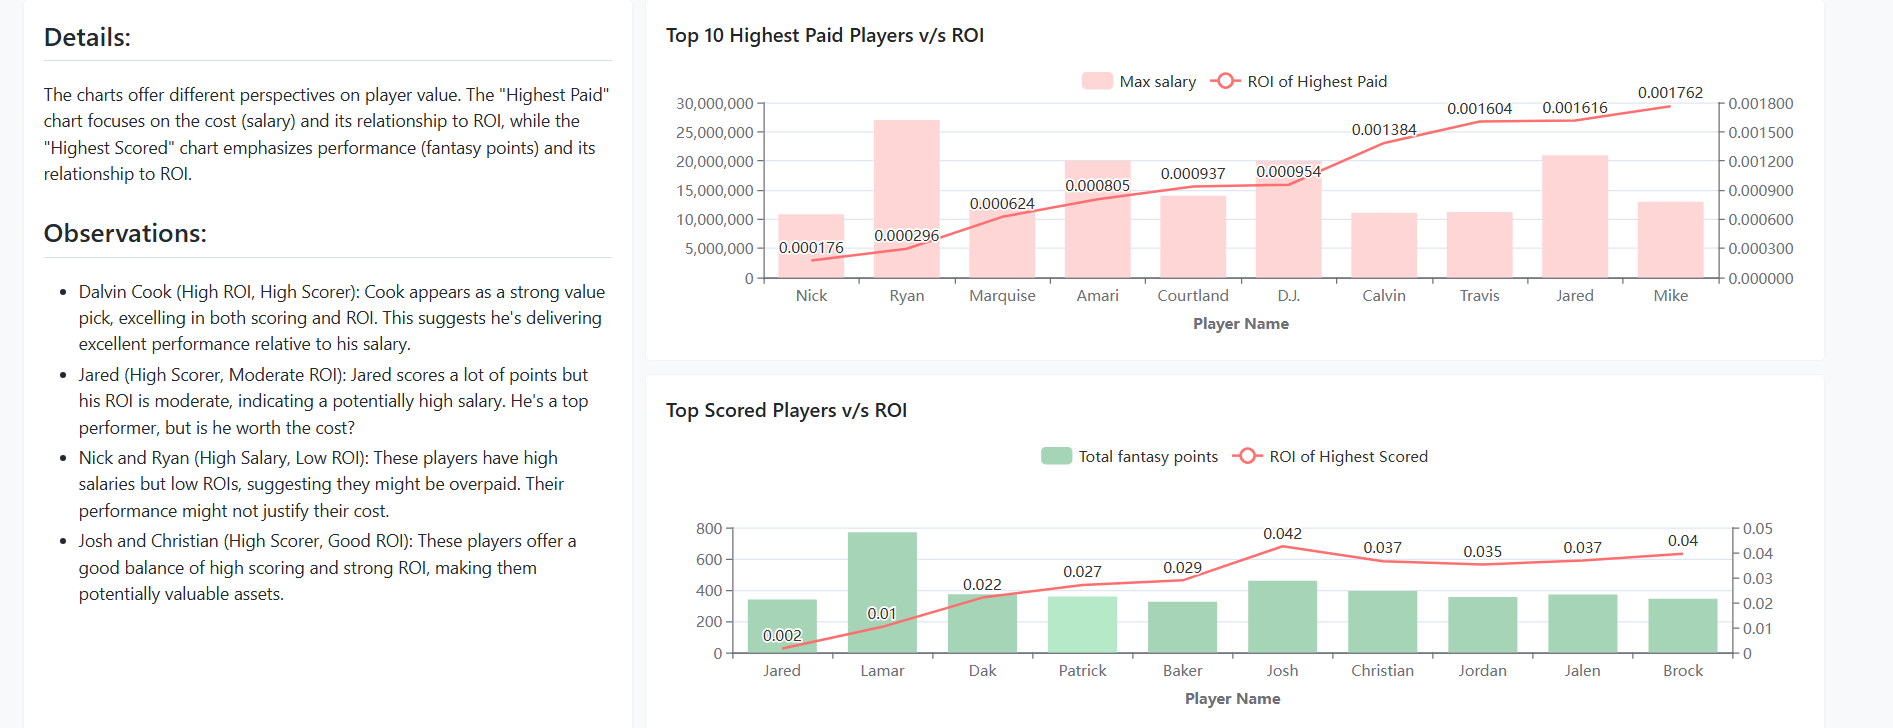 Details:
The charts offer different perspectives on player value. The "Highest Paid"
chart focuses on the cost (salary) and its relationship to ROI, while the
"Highest Scored" chart emphasizes performance (fantasy points) and its
relationship to ROI.
Observations:
Dalvin Cook (High ROI, High Scorer): Cook appears as a strong value
pick, excelling in both scoring and ROI. This suggests he's delivering
excellent performance relative to his salary.
Jared (High Scorer, Moderate ROI): Jared scores a lot of points but
his ROI is moderate, indicating a potentially high salary. He's a top
performer, but is he worth the cost?
Nick and Ryan (High Salary, Low ROI): These players have high
salaries but low ROIs, suggesting they might be overpaid. Their
performance might not justify their cost.
Josh and Christian (High Scorer, Good ROI): These players offer a
good balance of high scoring and strong ROI, making them
potentially valuable assets.
Top 10 Highest Paid Players v/s ROI
Max salary ROI of Highest Paid
30,000,000
25,000,000
20,000,000
15,000,000
10,000,000
5,000,000
0
0.000176 0.000296 0.000624 0.000805 0.000937 0.000954 0.001384 0.001604 0.001616 0.001762
0.001800
0.001500
0.001200
0.000900
0.000600
0.000300
0.000000
Nick Ryan Marquise Amari Courtland D.J. Calvin Travis Jared Mike
Player Name
Top Scored Players v/s ROI
Total fantasy points ROI of Highest Scored
800
600
400
200
0
0.002 0.01 0.022 0.027 0.029 0.042 0.037 0.035 0.037 0.04
0.05
0.04
0.03
0.02
0.01
0
Jared Lamar Dak Patrick Baker Josh Christian Jordan Jalen Brock
Player Name